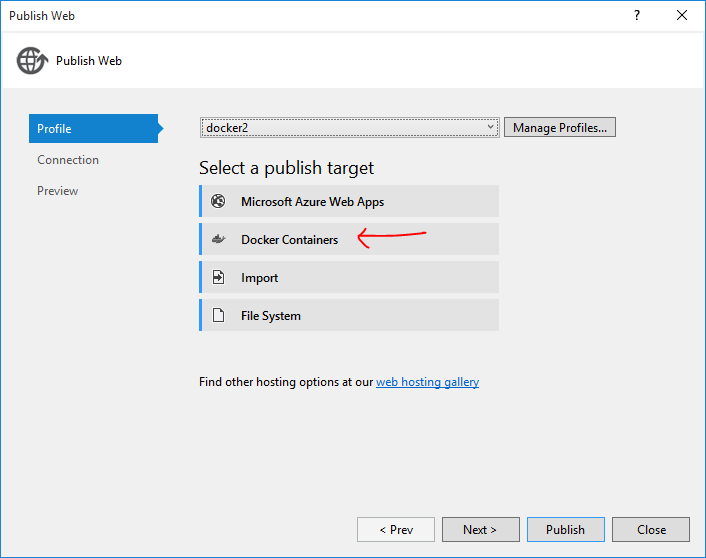 Publish Web
Publish Web
Profile
Connection
Preview
docker2
Manage Profiles...
Select a publish target
Microsoft Azure Web Apps
Docker Containers
Import
File System
Find other hosting options at our web hosting gallery
< Prev
Next >
Publish
Close